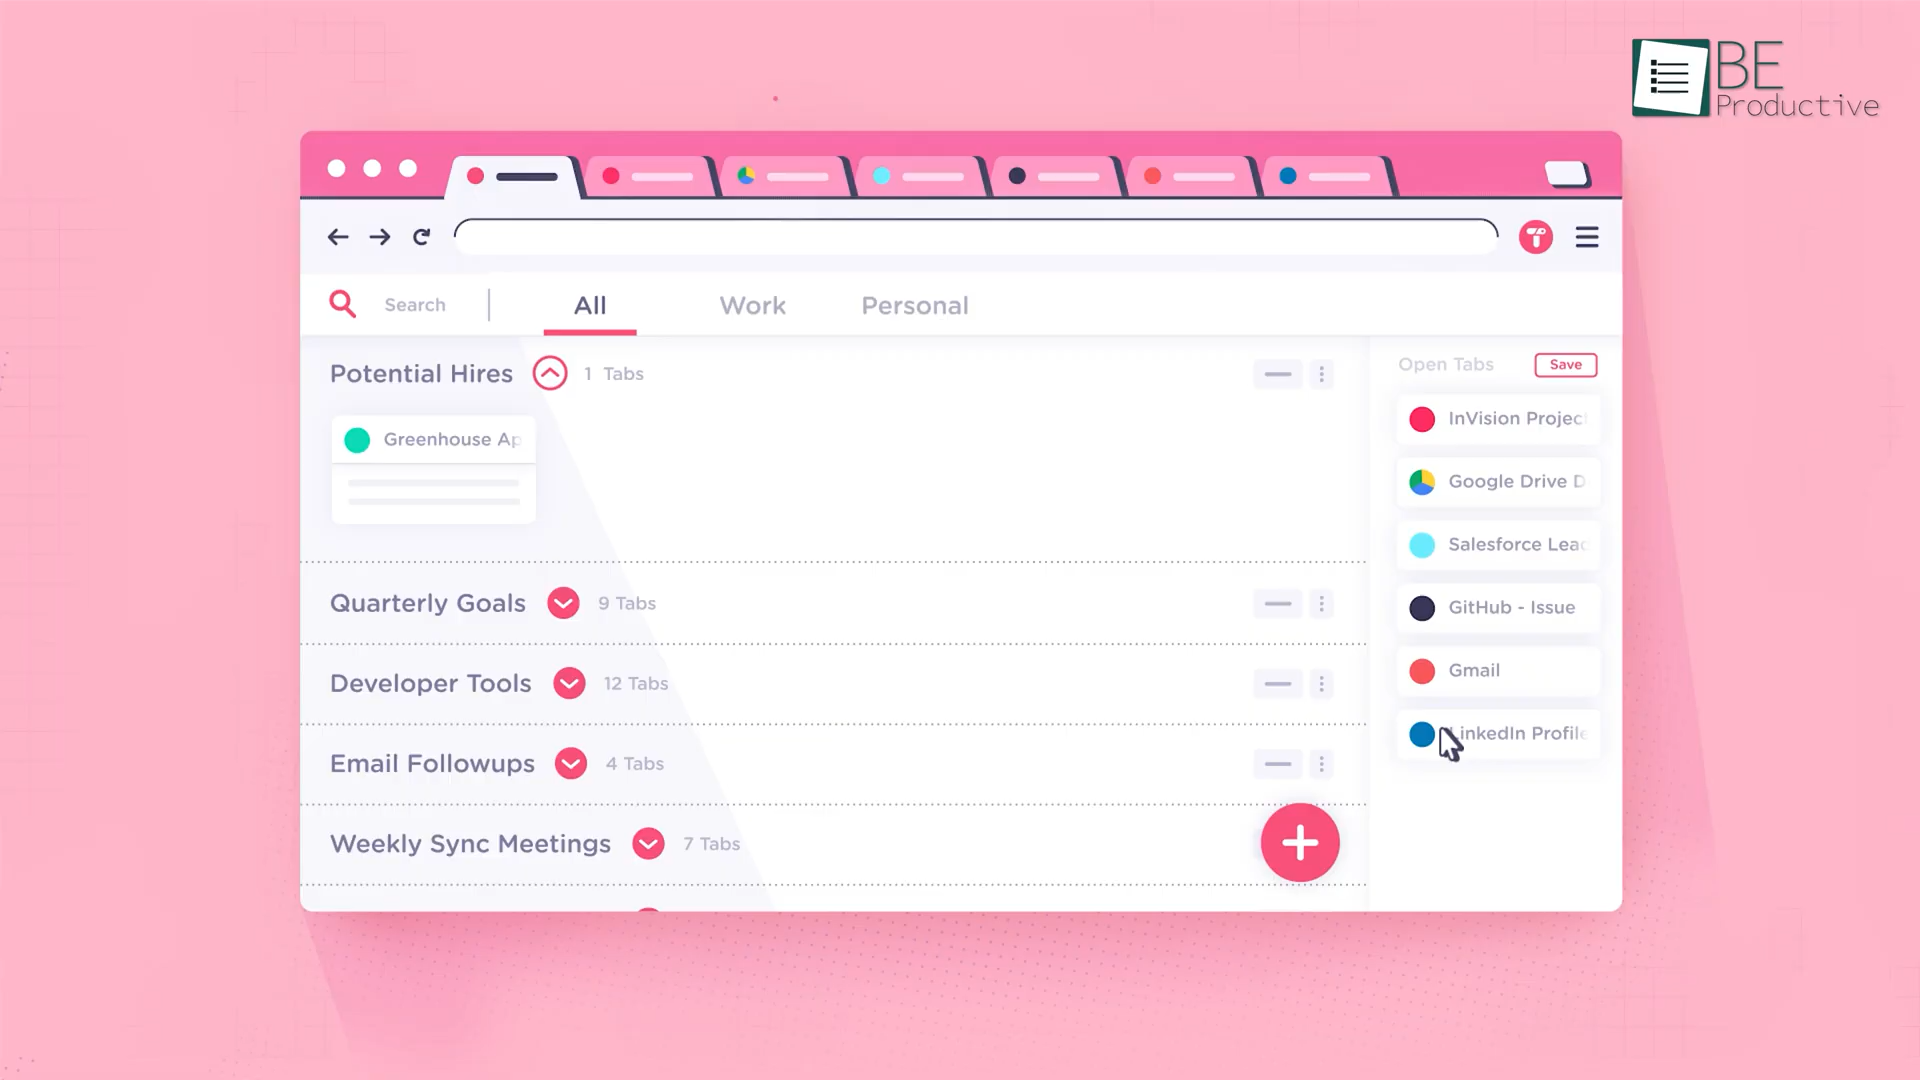 BE
Productive
Search
All
Work
Personal
Potential Hires
1 Tabs
Open Tabs
Save
Greenhouse Ap
InVision Projec
Google Drive D
Salesforce Lead
GitHub - Issue
Gmail
LinkedIn Profile
Quarterly Goals
9 Tabs
Developer Tools
12 Tabs
Email Followups
4 Tabs
Weekly Sync Meetings
7 Tabs